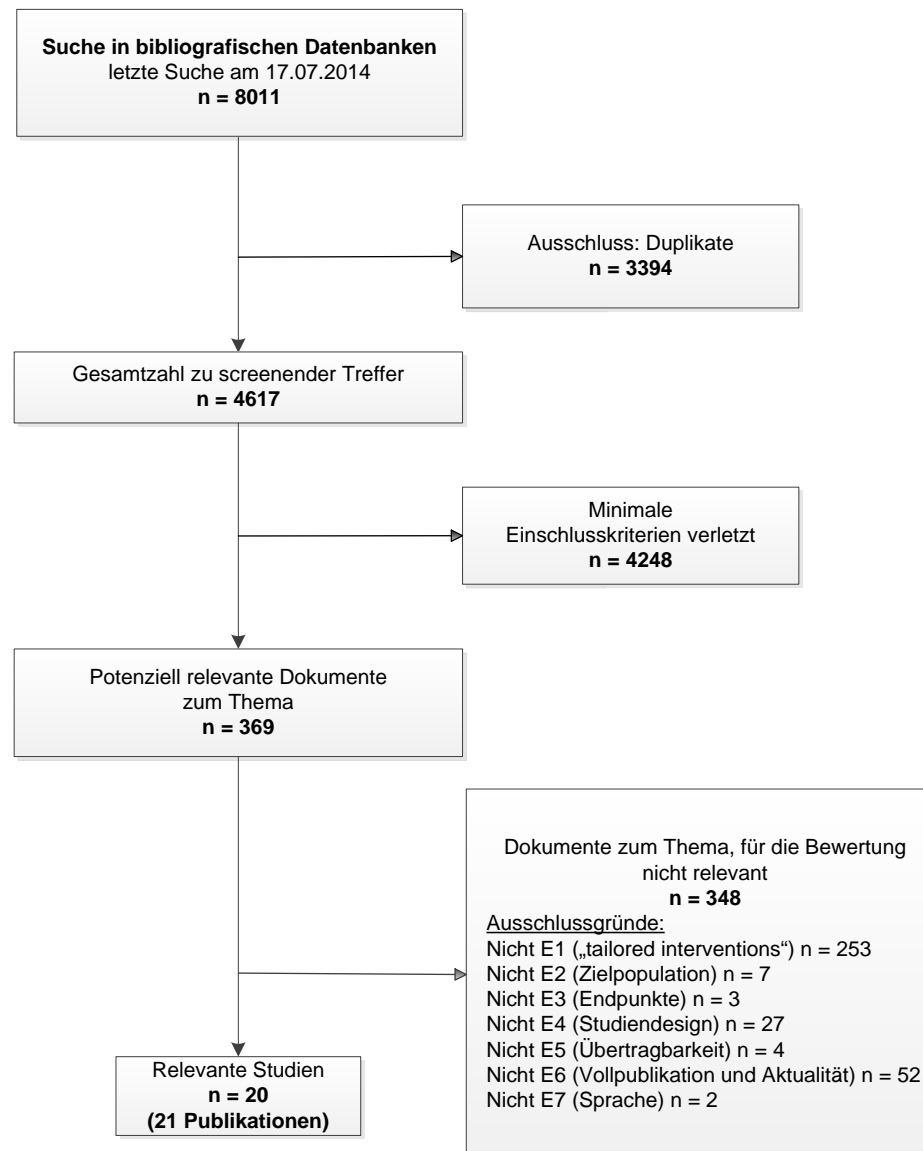 Suche in bibliografischen Datenbanken
letzte Suche am 17.07.2014
n = 8011
Ausschluss: Duplikate
n = 3394
Gesamtzahl zu screenender Treffer
n = 4617
Minimale
Einschlusskriterien verletzt
n = 4248
Potenziell relevante Dokumente
zum Thema
n = 369
Dokumente zum Thema, für die Bewertung
nicht relevant
n = 348
Ausschlussgründe:
Nicht E1 („tailored interventions“) n = 253
Nicht E2 (Zielpopulation) n = 7
Nicht E3 (Endpunkte) n = 3
Nicht E4 (Studiendesign) n = 27
Nicht E5 (Übertragbarkeit) n = 4
Nicht E6 (Vollpublikation und Aktualität) n = 52
Nicht E7 (Sprache) n = 2
Relevante Studien
n = 20
(21 Publikationen)